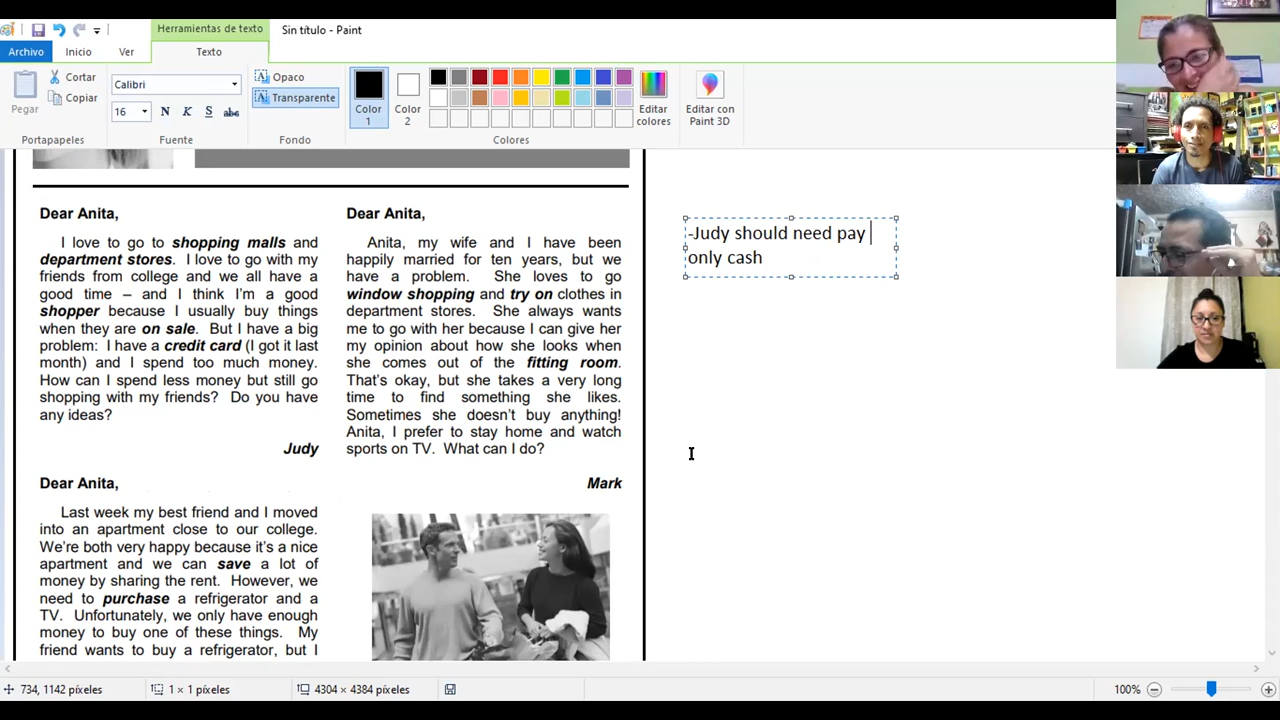 Herramientas de texto
Sin título - Paint
Archivo
Inicio
Ver
Texto
Pegar
Cortar
Copiar
Portapapeles
Calibri
16
N K S abc
Fuente
Opaco
Transparente
Fondo
Color 1
Color 2
Editar colores
Colores
Editar con Paint 3D
Dear Anita,
I love to go to shopping malls and
department stores. I love to go with my
friends from college and we all have a
good time – and I think I'm a good
shopper because I usually buy things
when they are on sale. But I have a big
problem: I have a credit card (I got it last
month) and I spend too much money.
How can I spend less money but still go
shopping with my friends? Do you have
any ideas?
Judy
Dear Anita,
Last week my best friend and I moved
into an apartment close to our college.
We're both very happy because it's a nice
apartment and we can save a lot of
money by sharing the rent. However, we
need to purchase a refrigerator and a
TV. Unfortunately, we only have enough
money to buy one of these things. My
friend wants to buy a refrigerator, but I
Dear Anita,
Anita, my wife and I have been
happily married for ten years, but we
have a problem. She loves to go
window shopping and try on clothes in
department stores. She always wants
me to go with her because I can give her
my opinion about how she looks when
she comes out of the fitting room.
That's okay, but she takes a very long
time to find something she likes.
Sometimes she doesn't buy anything!
Anita, I prefer to stay home and watch
sports on TV. What can I do?
Mark
-Judy should need pay
only cash
734, 1142 píxeles
1 × 1 píxeles
4304 × 4384 píxeles
100%